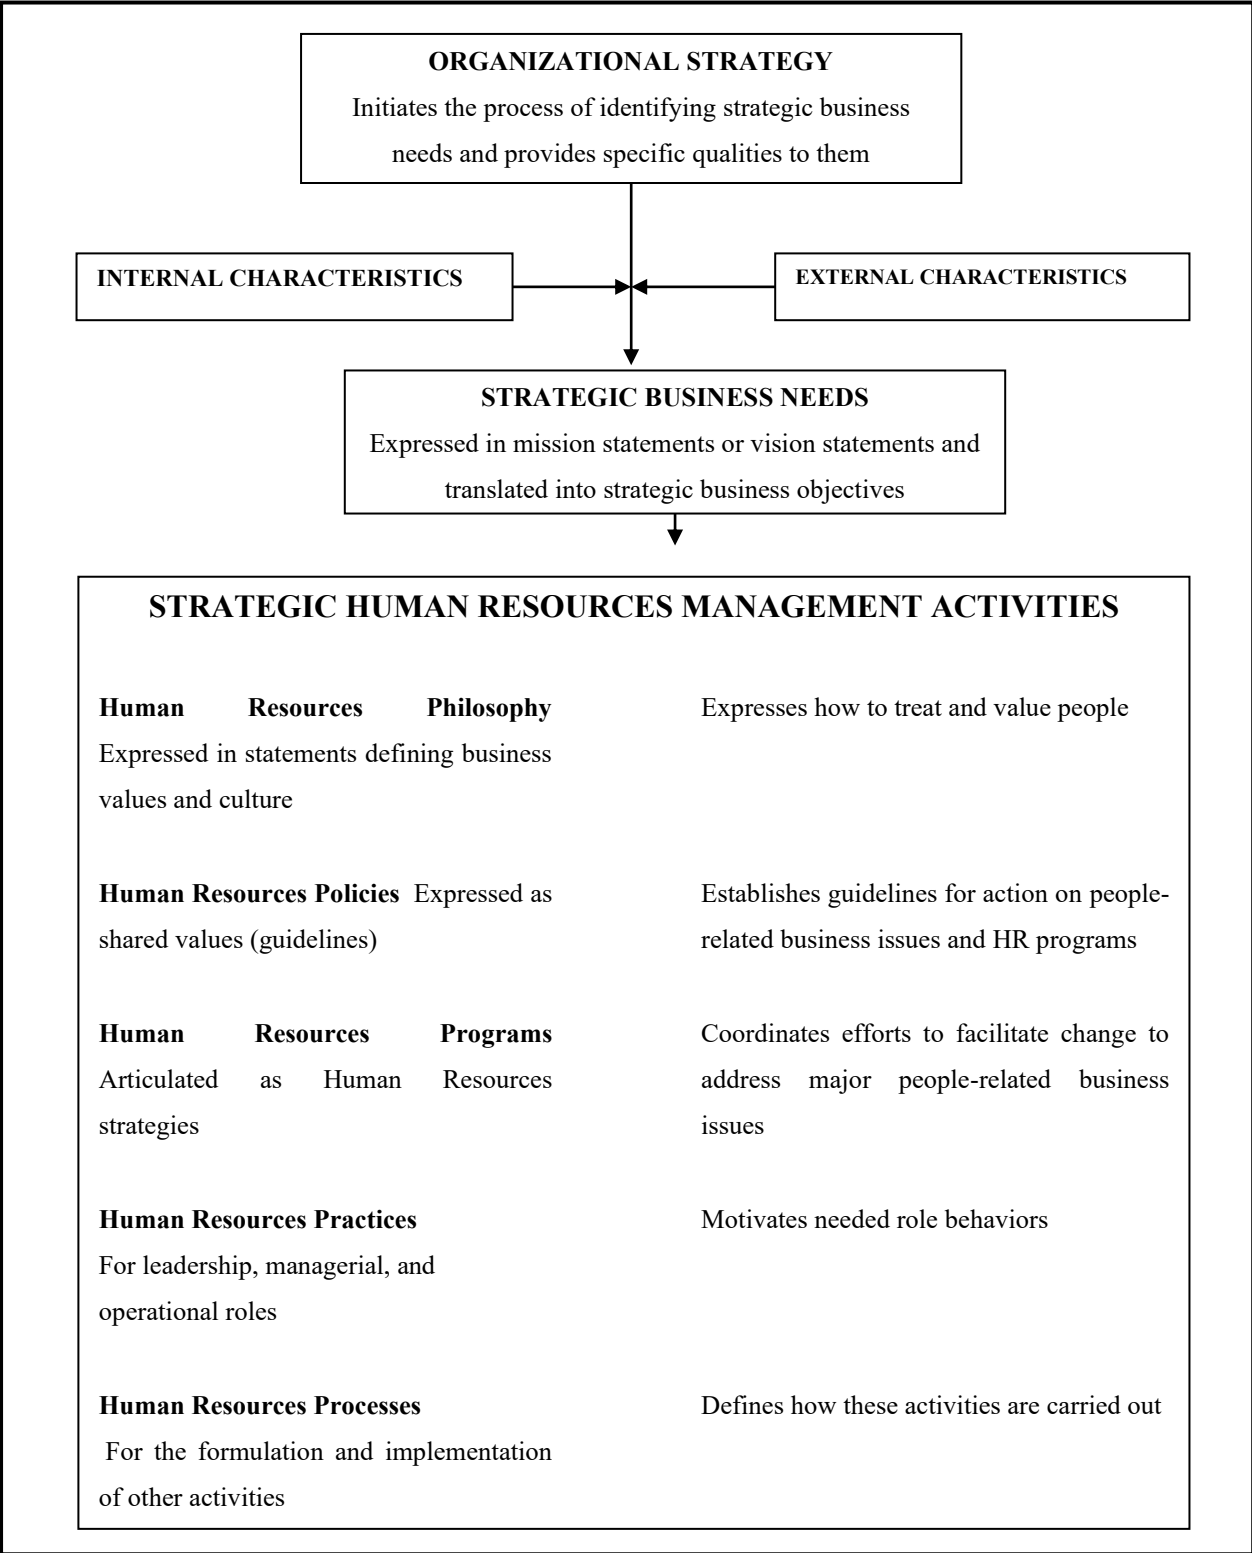 ORGANIZATIONAL STRATEGY
Initiates the process of identifying strategic business
needs and provides specific qualities to them
INTERNAL CHARACTERISTICS
EXTERNAL CHARACTERISTICS
STRATEGIC BUSINESS NEEDS
Expressed in mission statements or vision statements and
translated into strategic business objectives
STRATEGIC HUMAN RESOURCES MANAGEMENT ACTIVITIES
Human Resources Philosophy
Expressed in statements defining business
values and culture
Expresses how to treat and value people
Human Resources Policies Expressed as
shared values (guidelines)
Establishes guidelines for action on people-
related business issues and HR programs
Human Resources Programs
Articulated as Human Resources
strategies
Coordinates efforts to facilitate change to
address major people-related business
issues
Human Resources Practices
For leadership, managerial, and
operational roles
Motivates needed role behaviors
Human Resources Processes
For the formulation and implementation
of other activities
Defines how these activities are carried out